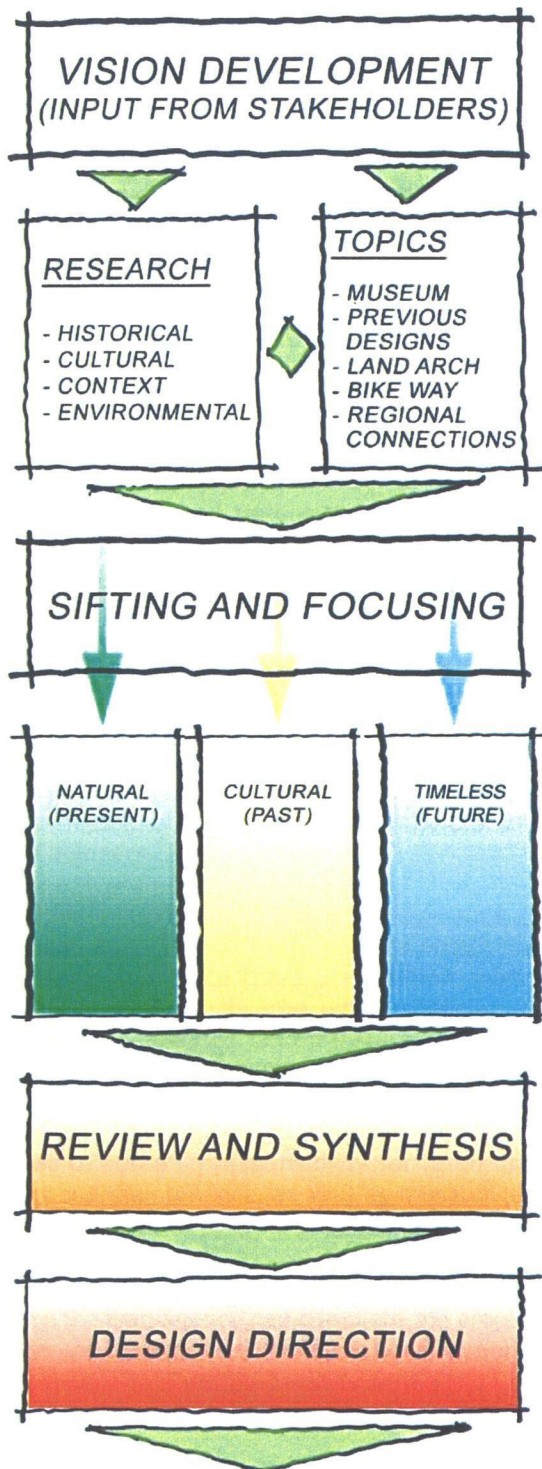 VISION DEVELOPMENT
(INPUT FROM STAKEHOLDERS)
RESEARCH
- HISTORICAL
- CULTURAL
- CONTEXT
- ENVIRONMENTAL
TOPICS
- MUSEUM
- PREVIOUS
DESIGNS
- LAND ARCH
- BIKE WAY
- REGIONAL
CONNECTIONS
SIFTING AND FOCUSING
NATURAL
(PRESENT)
CULTURAL
(PAST)
TIMELESS
(FUTURE)
REVIEW AND SYNTHESIS
DESIGN DIRECTION